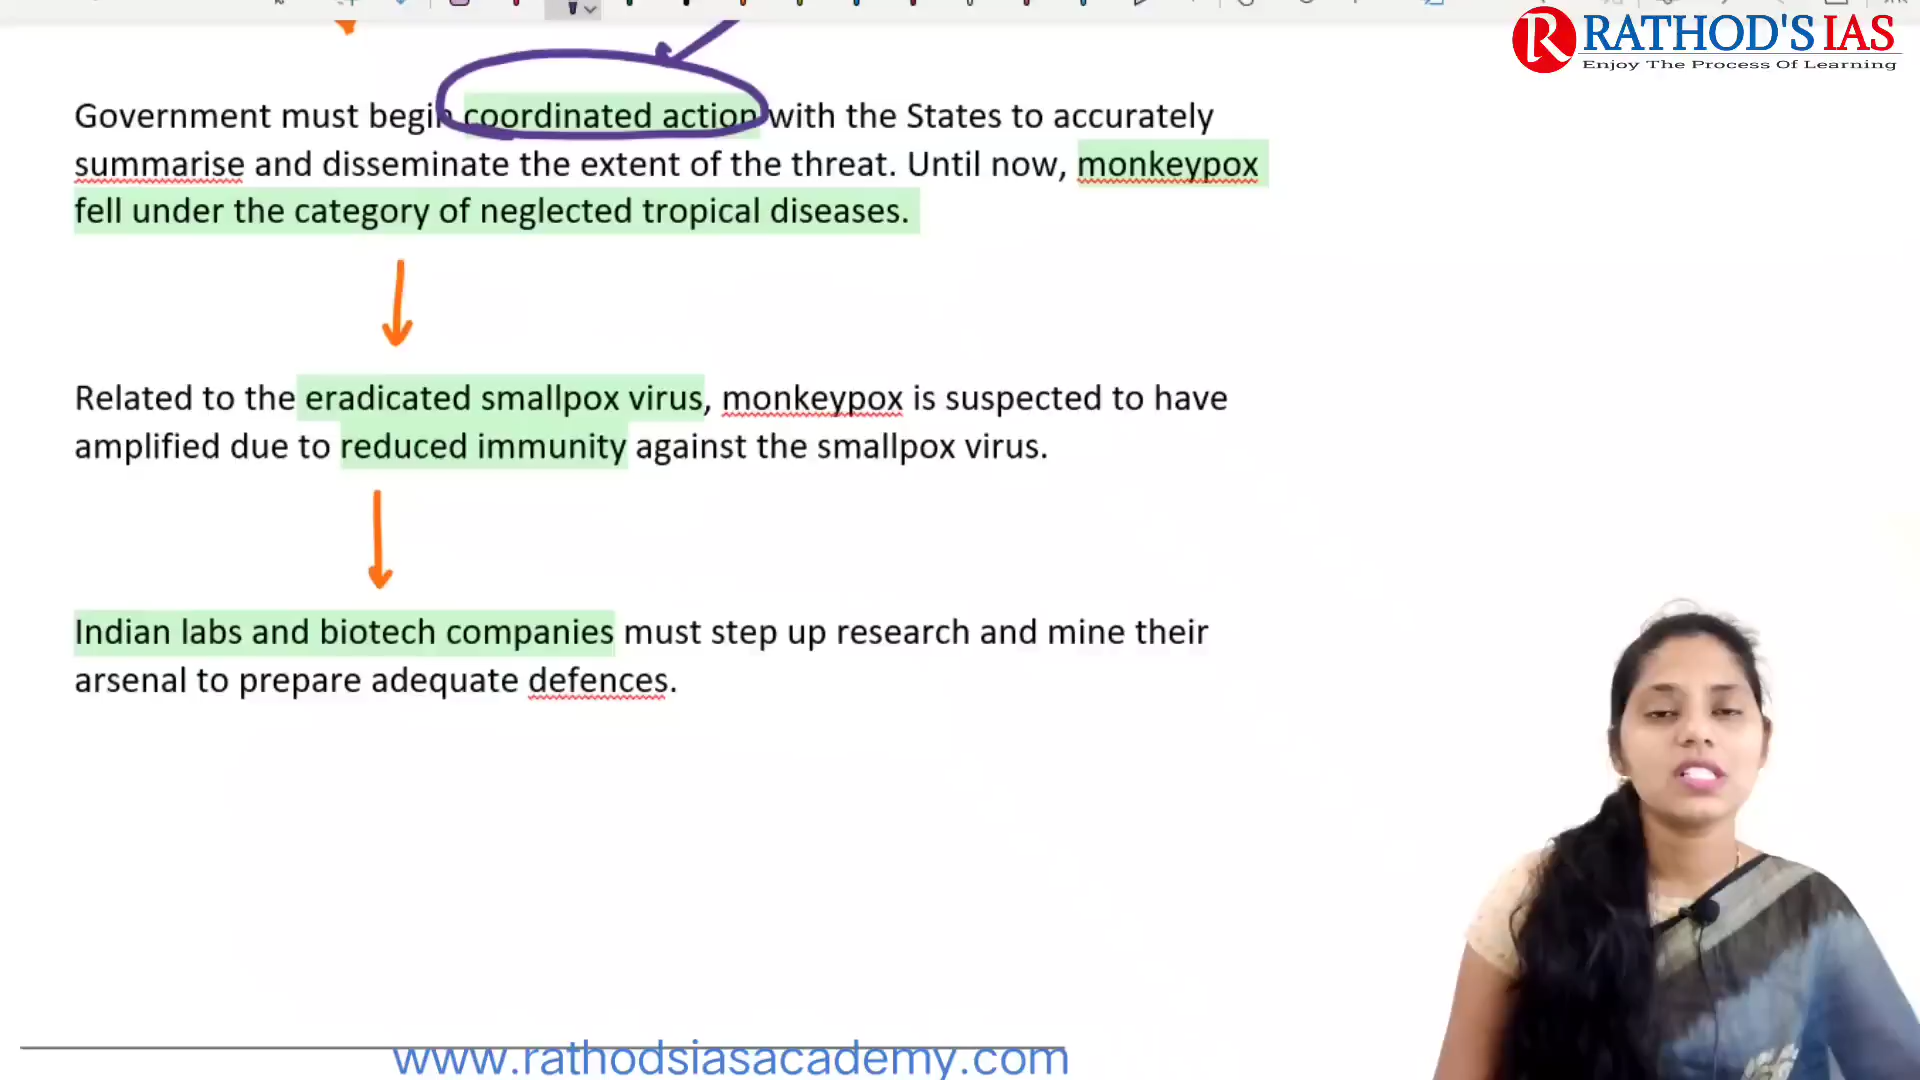 RATHOD'S IAS
Enjoy The Process Of Learning
Government must begin coordinated action with the States to accurately
summarise and disseminate the extent of the threat. Until now, monkeypox
fell under the category of neglected tropical diseases.
Related to the eradicated smallpox virus, monkeypox is suspected to have
amplified due to reduced immunity against the smallpox virus.
Indian labs and biotech companies must step up research and mine their
arsenal to prepare adequate defences.
www.rathodsiasacademy.com